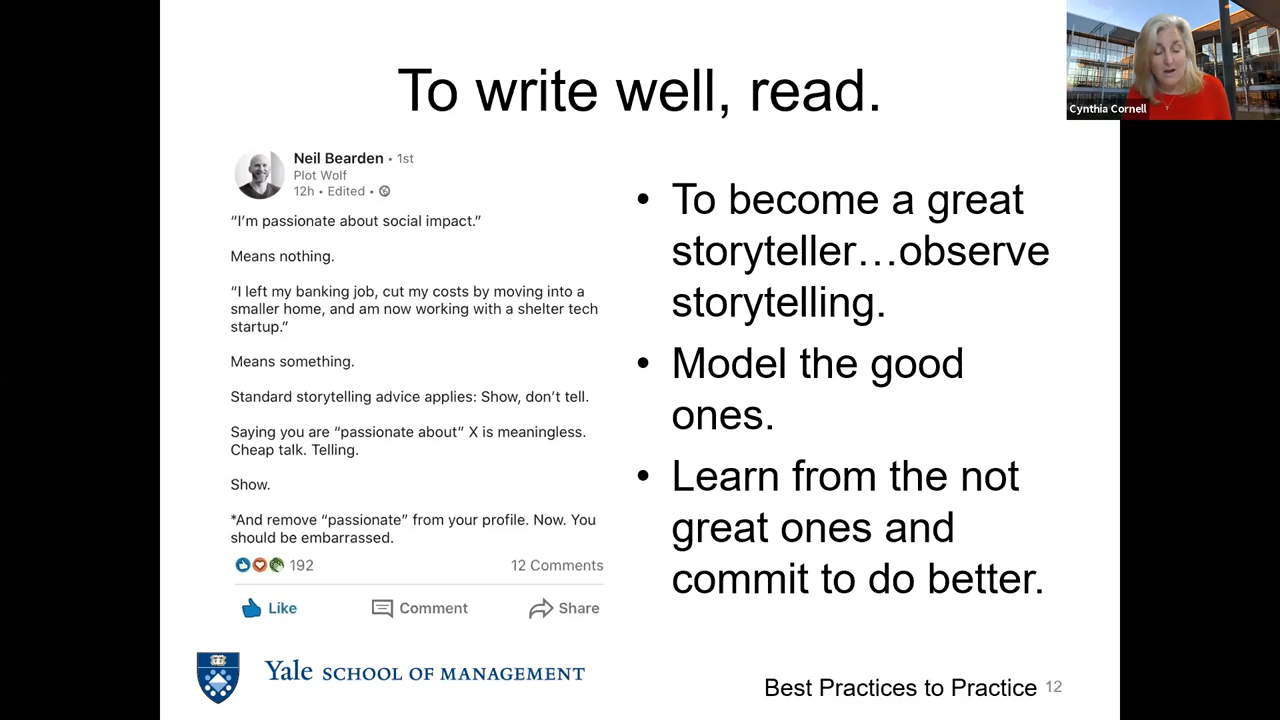 To write well, read.
Cynthia Cornell
Neil Bearden • 1st
Plot Wolf
12h • Edited •
“I’m passionate about social impact.”
Means nothing.
“I left my banking job, cut my costs by moving into a
smaller home, and am now working with a shelter tech
startup.”
Means something.
Standard storytelling advice applies: Show, don’t tell.
Saying you are “passionate about” X is meaningless.
Cheap talk. Telling.
Show.
*And remove “passionate” from your profile. Now. You
should be embarrassed.
192 12 Comments
Like Comment Share
• To become a great
storyteller…observe
storytelling.
• Model the good
ones.
• Learn from the not
great ones and
commit to do better.
Yale SCHOOL OF MANAGEMENT
Best Practices to Practice 12